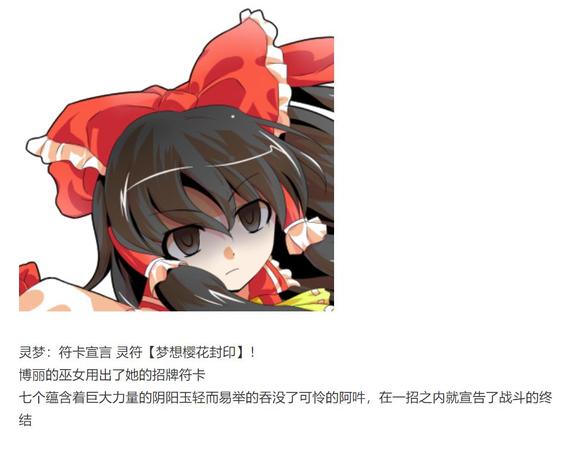 灵梦：符卡宣言 灵符【梦想樱花封印】！
博丽的巫女用出了她的招牌符卡
七个蕴含着巨大力量的阴阳玉轻而易举的吞没了可怜的阿吽，在一招之内就宣告了战斗的终
结